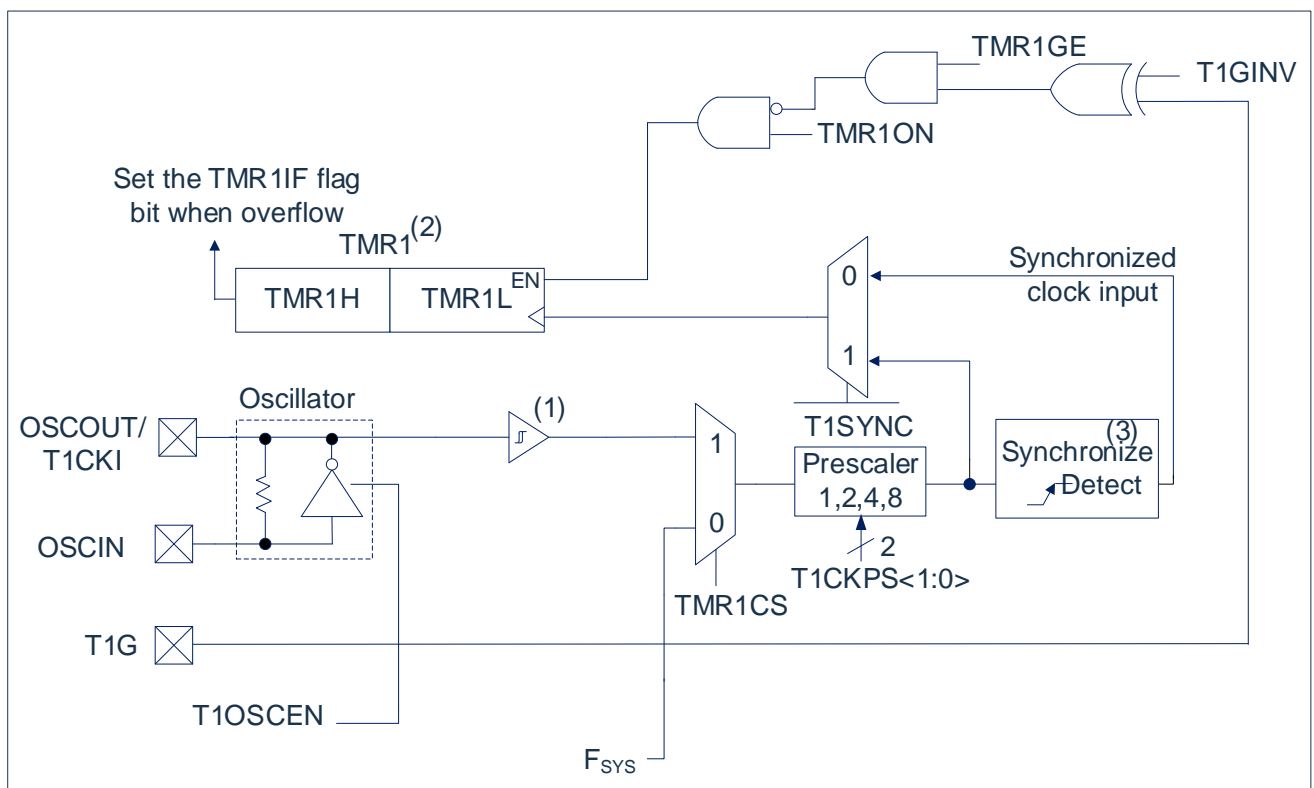 TMR1GE
T1GINV
TMR1ON
Set the TMR1IF flag
bit when overflow
TMR1(2)
EN
TMR1H
TMR1L
0
Synchronized
clock input
1
Oscillator
(1)
T1SYNC
OSCOUT/
T1CKI
1
Prescaler
1,2,4,8
(3)
Synchronize
Detect
0
OSCIN
2
T1CKPS<1:0>
TMR1CS
T1G
T1OSCEN
FSYS